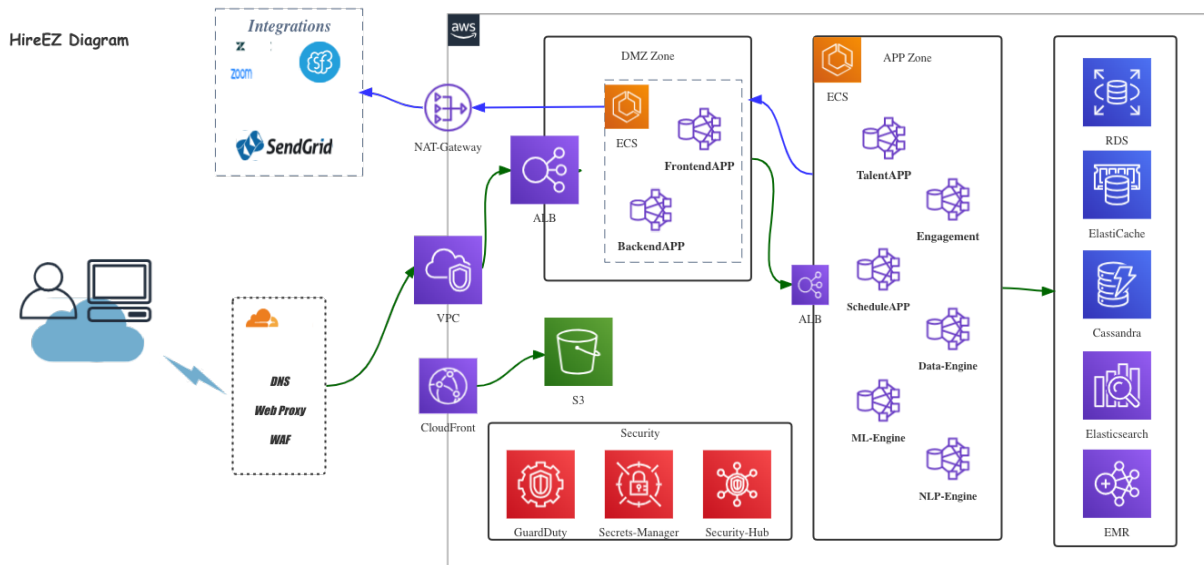 HireEZ Diagram
Integrations
Z
zoom
sf
SendGrid
aws
NAT-Gateway
ALB
VPC
CloudFront
S3
DMZ Zone
ECS
FrontendAPP
BackendAPP
ALB
APP Zone
ECS
TalentAPP
Engagement
ScheduleAPP
Data-Engine
ML-Engine
NLP-Engine
RDS
ElastiCache
Cassandra
Elasticsearch
EMR
DNS
Web Proxy
WAF
Security
GuardDuty
Secrets-Manager
Security-Hub